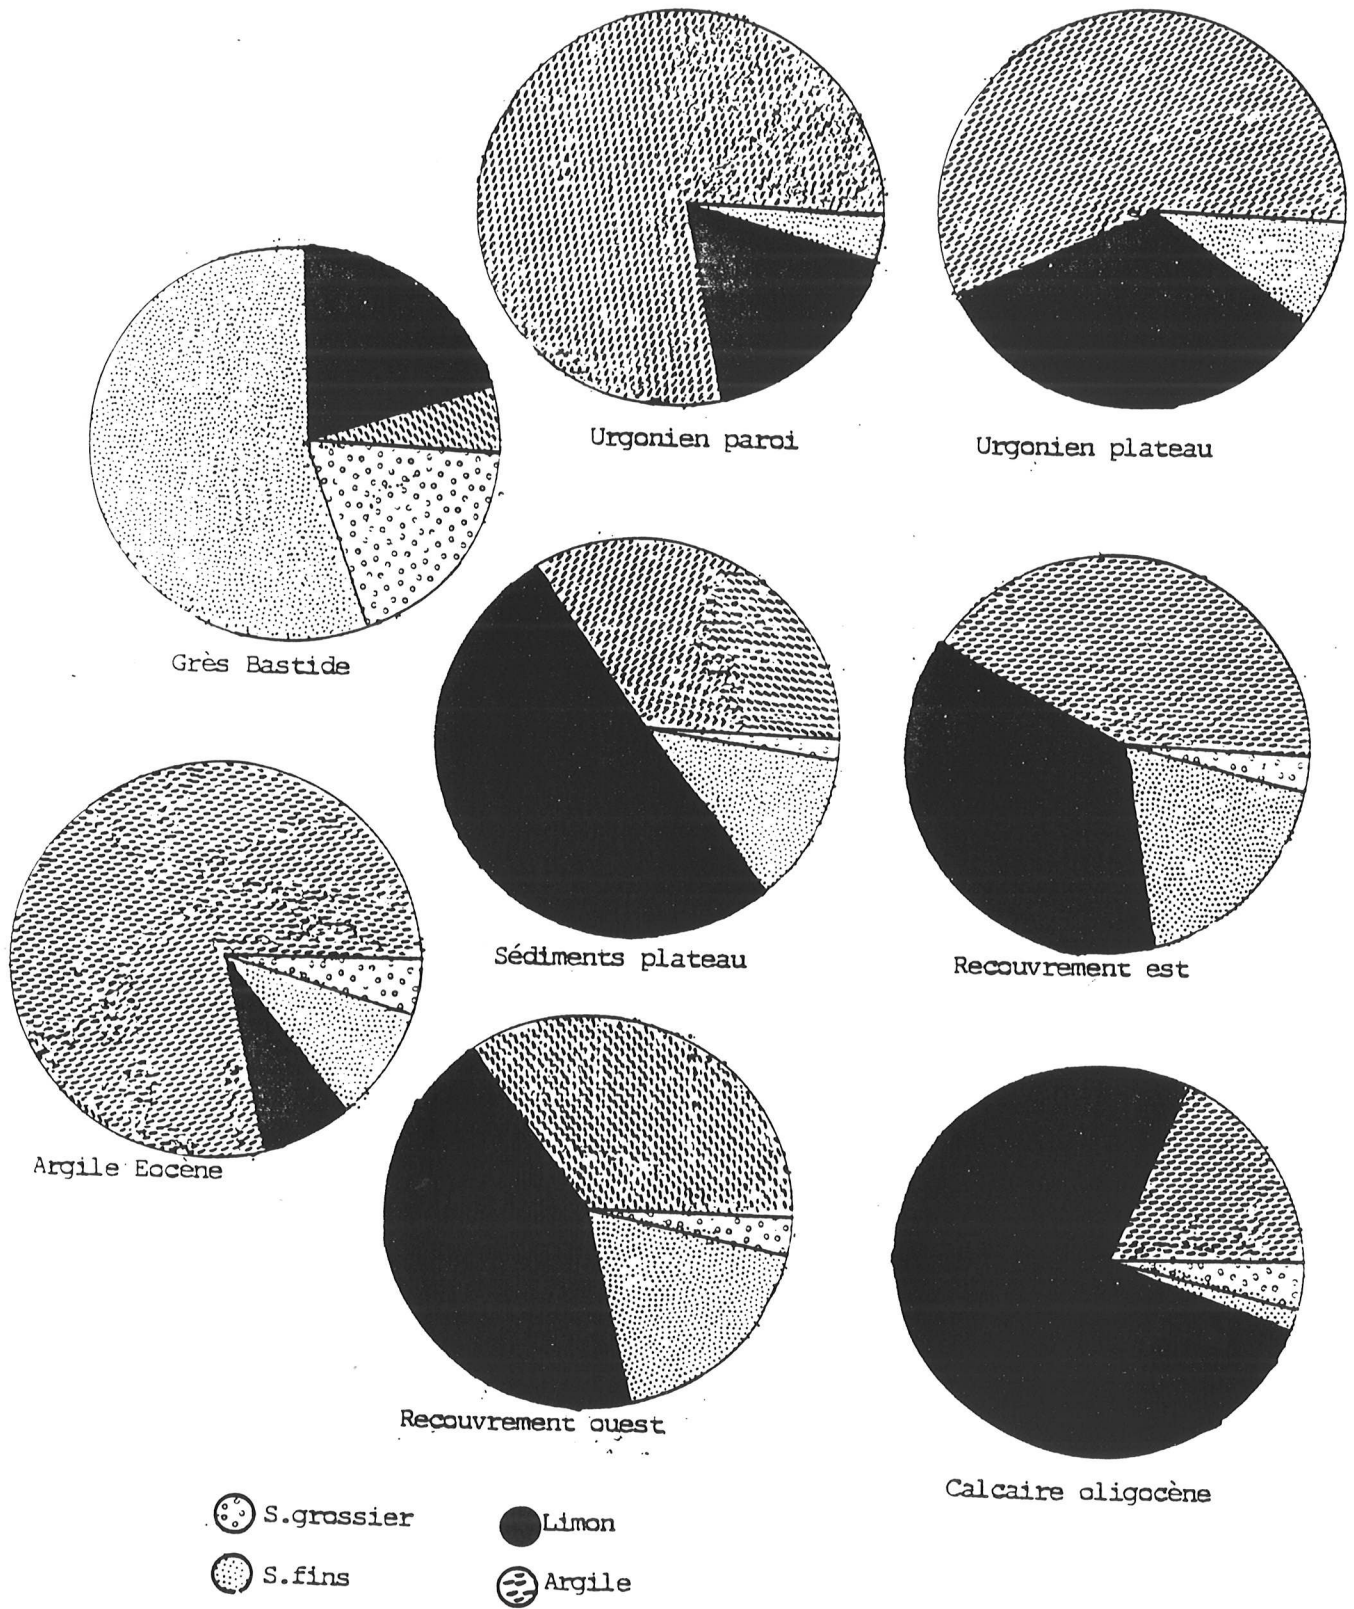 Urgonien paroi
Urgonien plateau
Grès Bastide
Sédiments plateau
Recouvrement est
Argile Eocène
Recouvrement ouest
Calcaire oligocène
S.grossier
Limon
S.fins
Argile